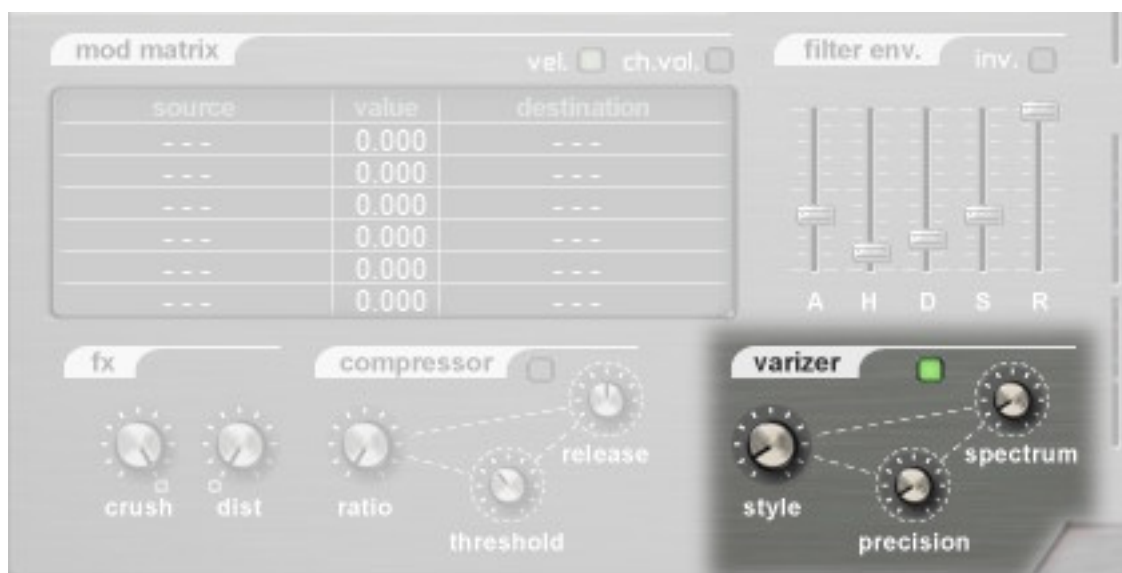 mod matrix
vel. ch.vol.
source value destination
--- 0.000 ---
--- 0.000 ---
--- 0.000 ---
--- 0.000 ---
--- 0.000 ---
--- 0.000 ---
filter env. inv.
A H D S R
fx
crush dist
compressor
ratio
threshold
release
varizer
style
precision
spectrum